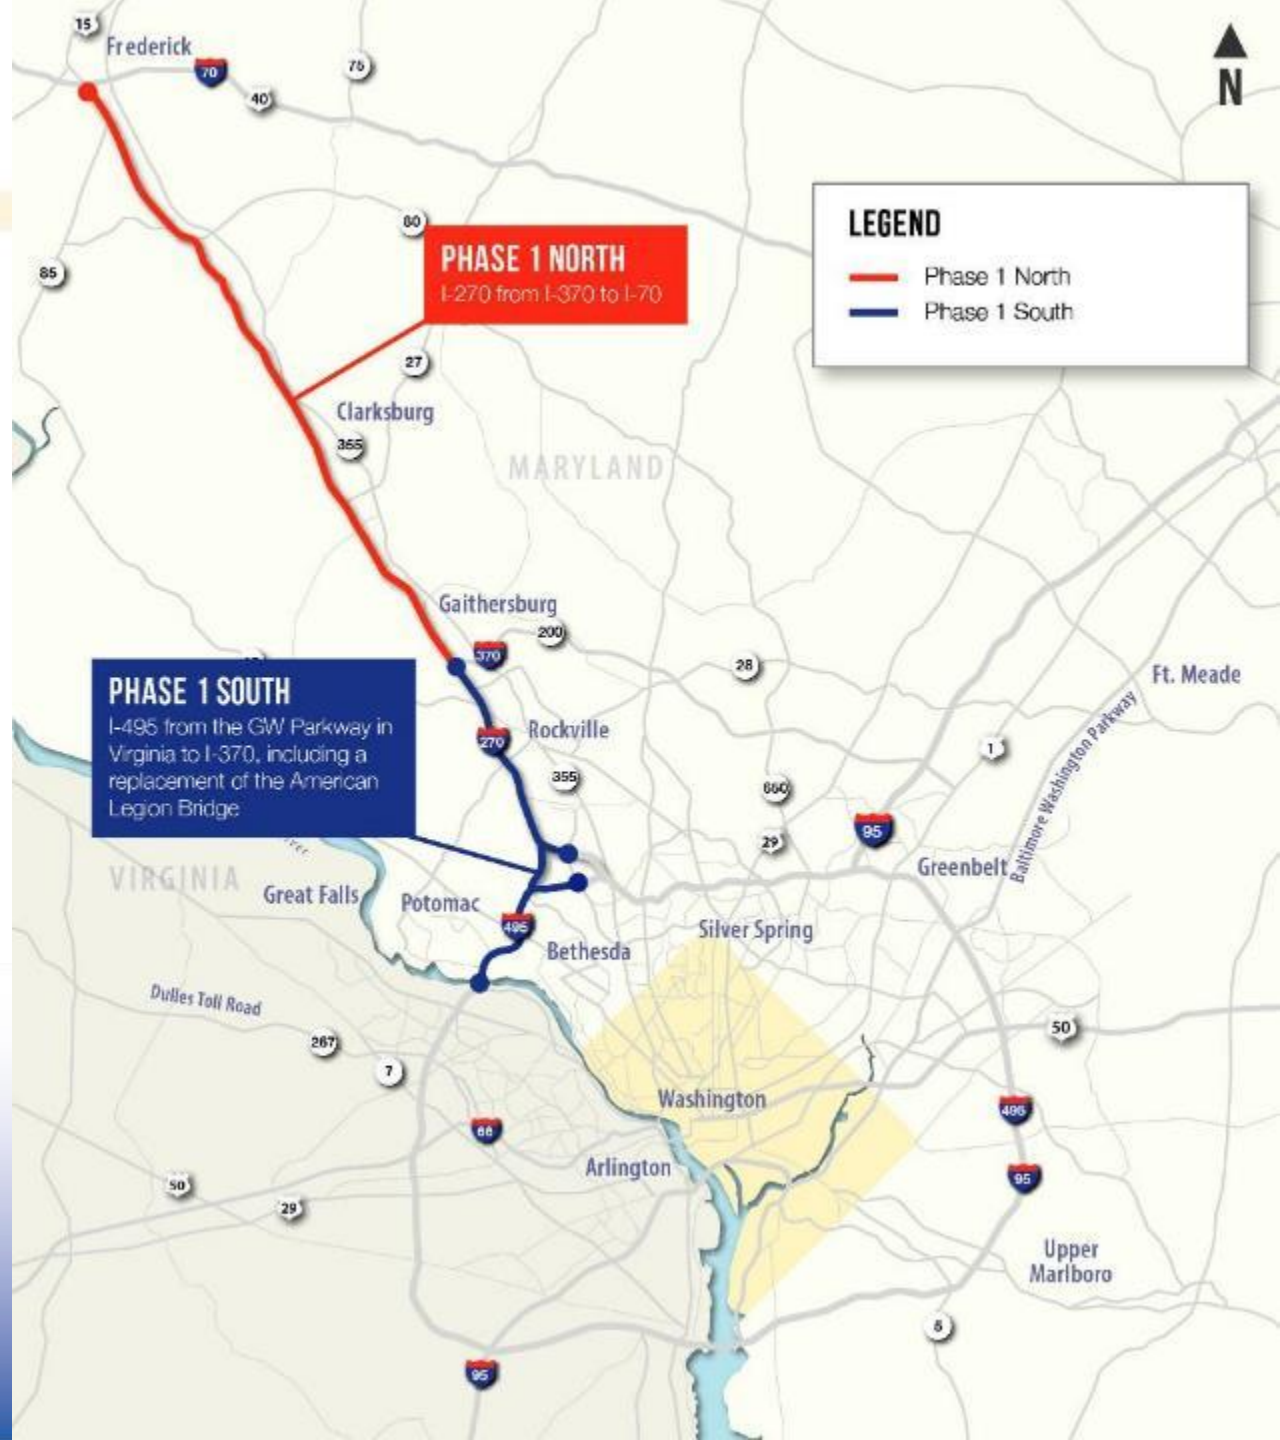 15
Frederick
70
75
40
N
80
85
PHASE 1 NORTH
I-270 from I-370 to I-70
LEGEND
Phase 1 North
Phase 1 South
27
Clarksburg
355
MARYLAND
Gaithersburg
200
370
28
Ft. Meade
PHASE 1 SOUTH
I-495 from the GW Parkway in
Virginia to I-370, including a
replacement of the American
Legion Bridge
270
Rockville
355
1
Baltimore Washington Parkway
650
29
95
Greenbelt
VIRGINIA
Great Falls
Potomac
495
Bethesda
Silver Spring
Dulles Toll Road
267
7
50
Washington
66
495
Arlington
95
50
29
Upper
Marlboro
5
95